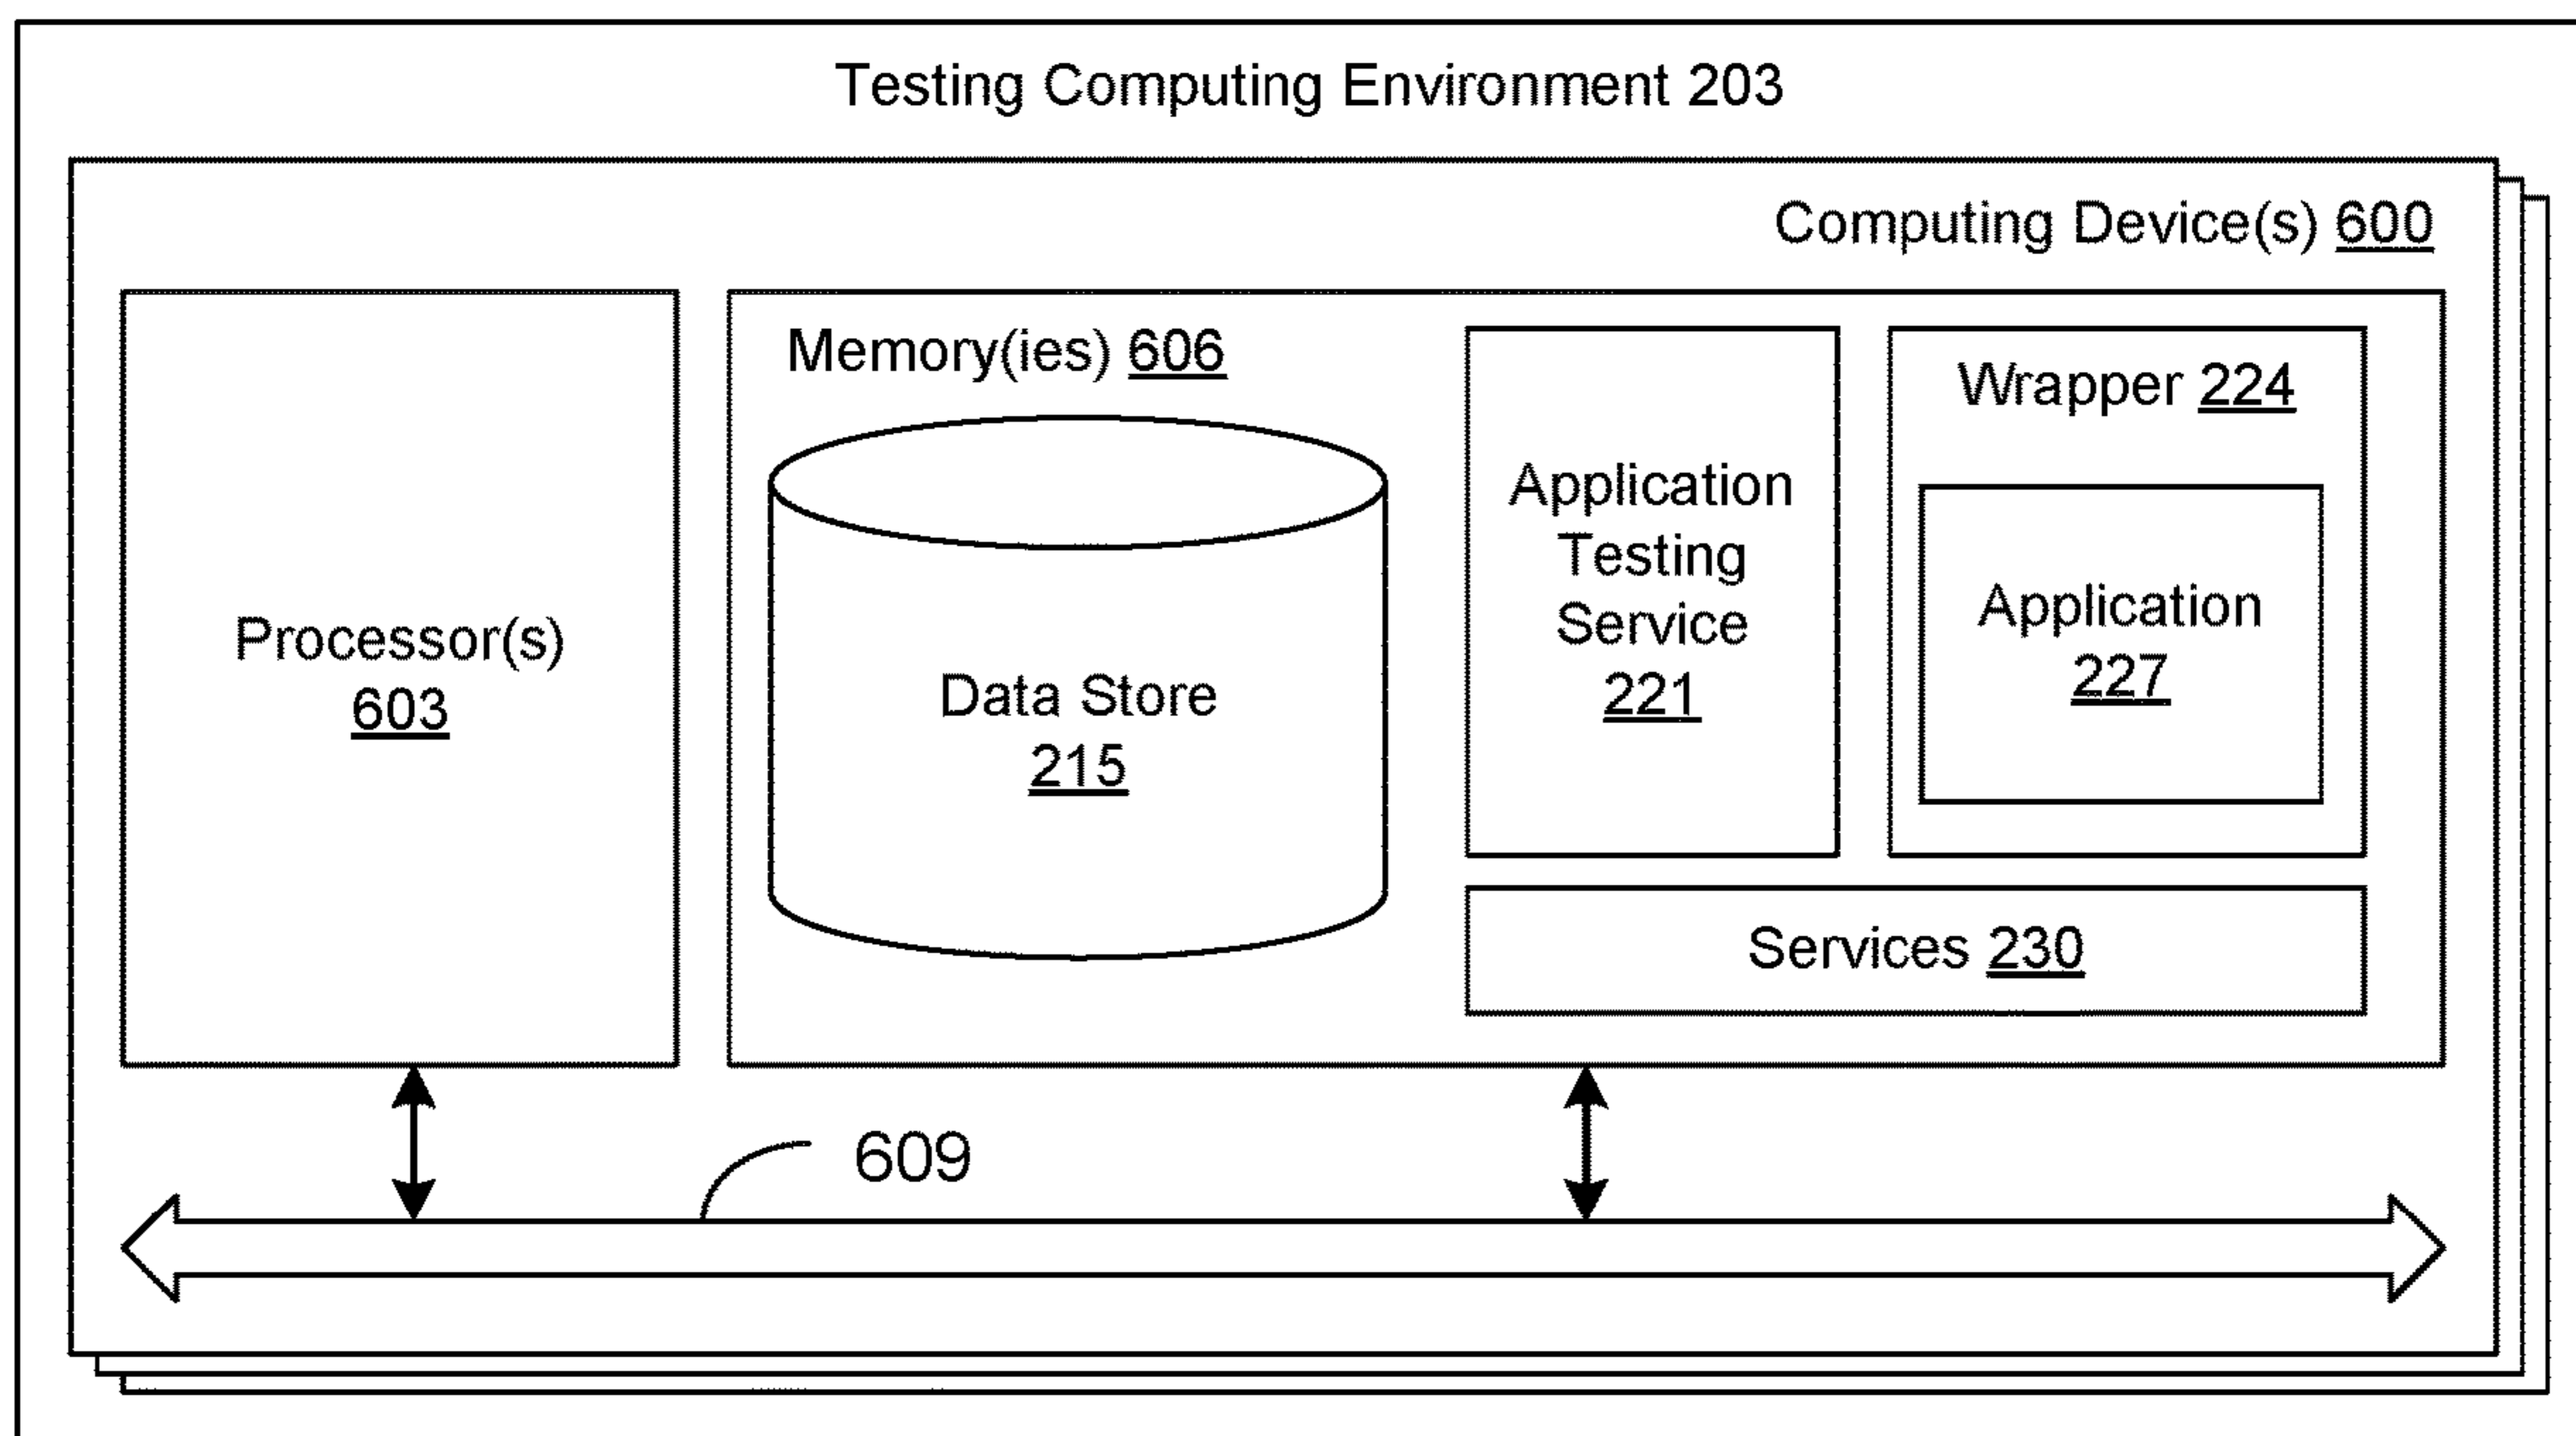 Testing Computing Environment 203
Computing Device(s) 600
Processor(s)
603
Memory(ies) 606
Data Store
215
Application
Testing
Service
221
Wrapper 224
Application
227
Services 230
609